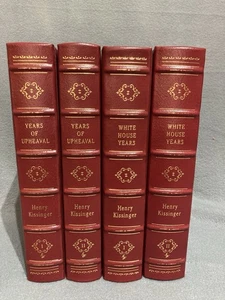 YEARS
OF
UPHEAVAL
Henry
Kissinger
YEARS
OF
UPHEAVAL
Henry
Kissinger
WHITE
HOUSE
YEARS
Henry
Kissinger
WHITE
HOUSE
YEARS
Henry
Kissinger